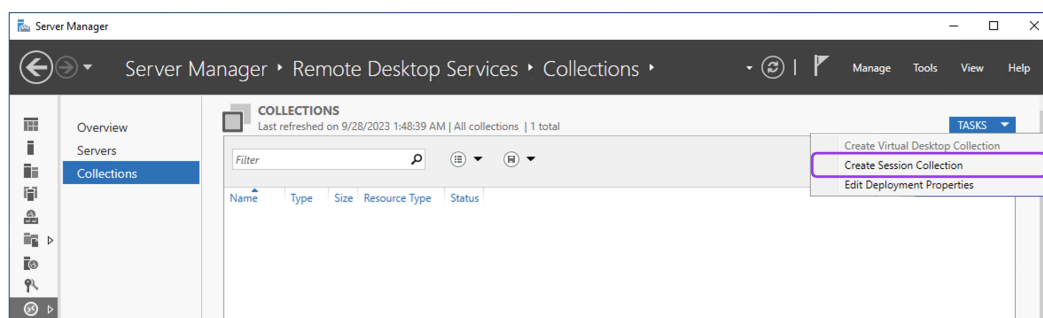 Server Manager
Server Manager ‣ Remote Desktop Services ‣ Collections ‣
Manage Tools View Help
Overview
Servers
Collections
COLLECTIONS
Last refreshed on 9/28/2023 1:48:39 AM | All collections | 1 total
TASKS
Filter
Create Virtual Desktop Collection
Create Session Collection
Edit Deployment Properties
Name Type Size Resource Type Status